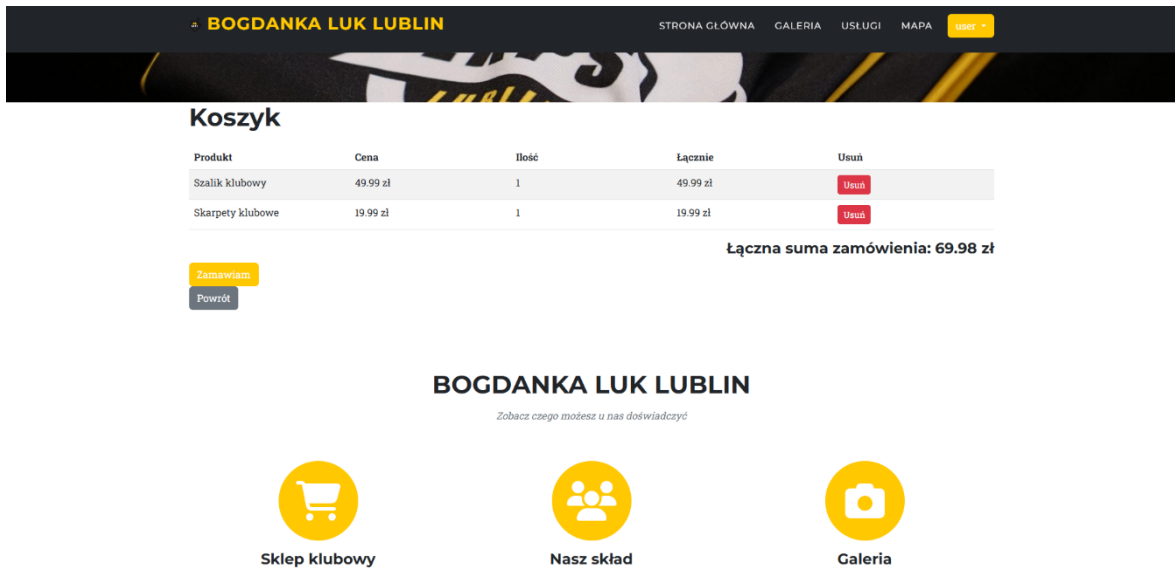 BOGDANKA LUK LUBLIN
STRONA GŁÓWNA GALERIA USŁUGI MAPA user
Koszyk
Produkt Cena Ilość Łącznie Usuń
Szalik klubowy 49.99 zł 1 49.99 zł Usuń
Skarpety klubowe 19.99 zł 1 19.99 zł Usuń
Łączna suma zamówienia: 69.98 zł
Zamawiam
Powrót
BOGDANKA LUK LUBLIN
Zobacz czego możesz u nas doświadczyć
Sklep klubowy Nasz skład Galeria